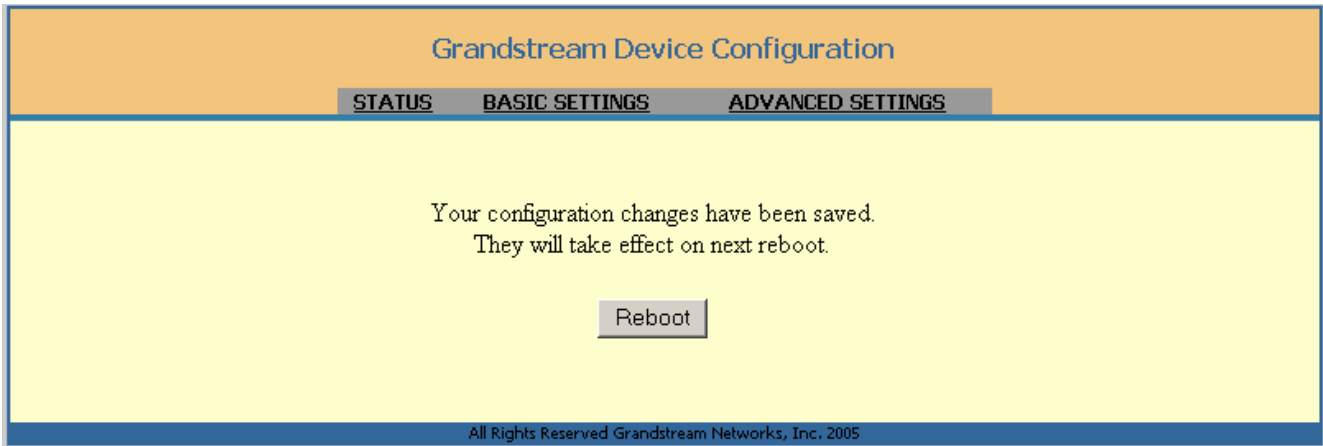 Grandstream Device Configuration
STATUS BASIC SETTINGS ADVANCED SETTINGS
Your configuration changes have been saved.
They will take effect on next reboot.
Reboot
All Rights Reserved Grandstream Networks, Inc. 2005